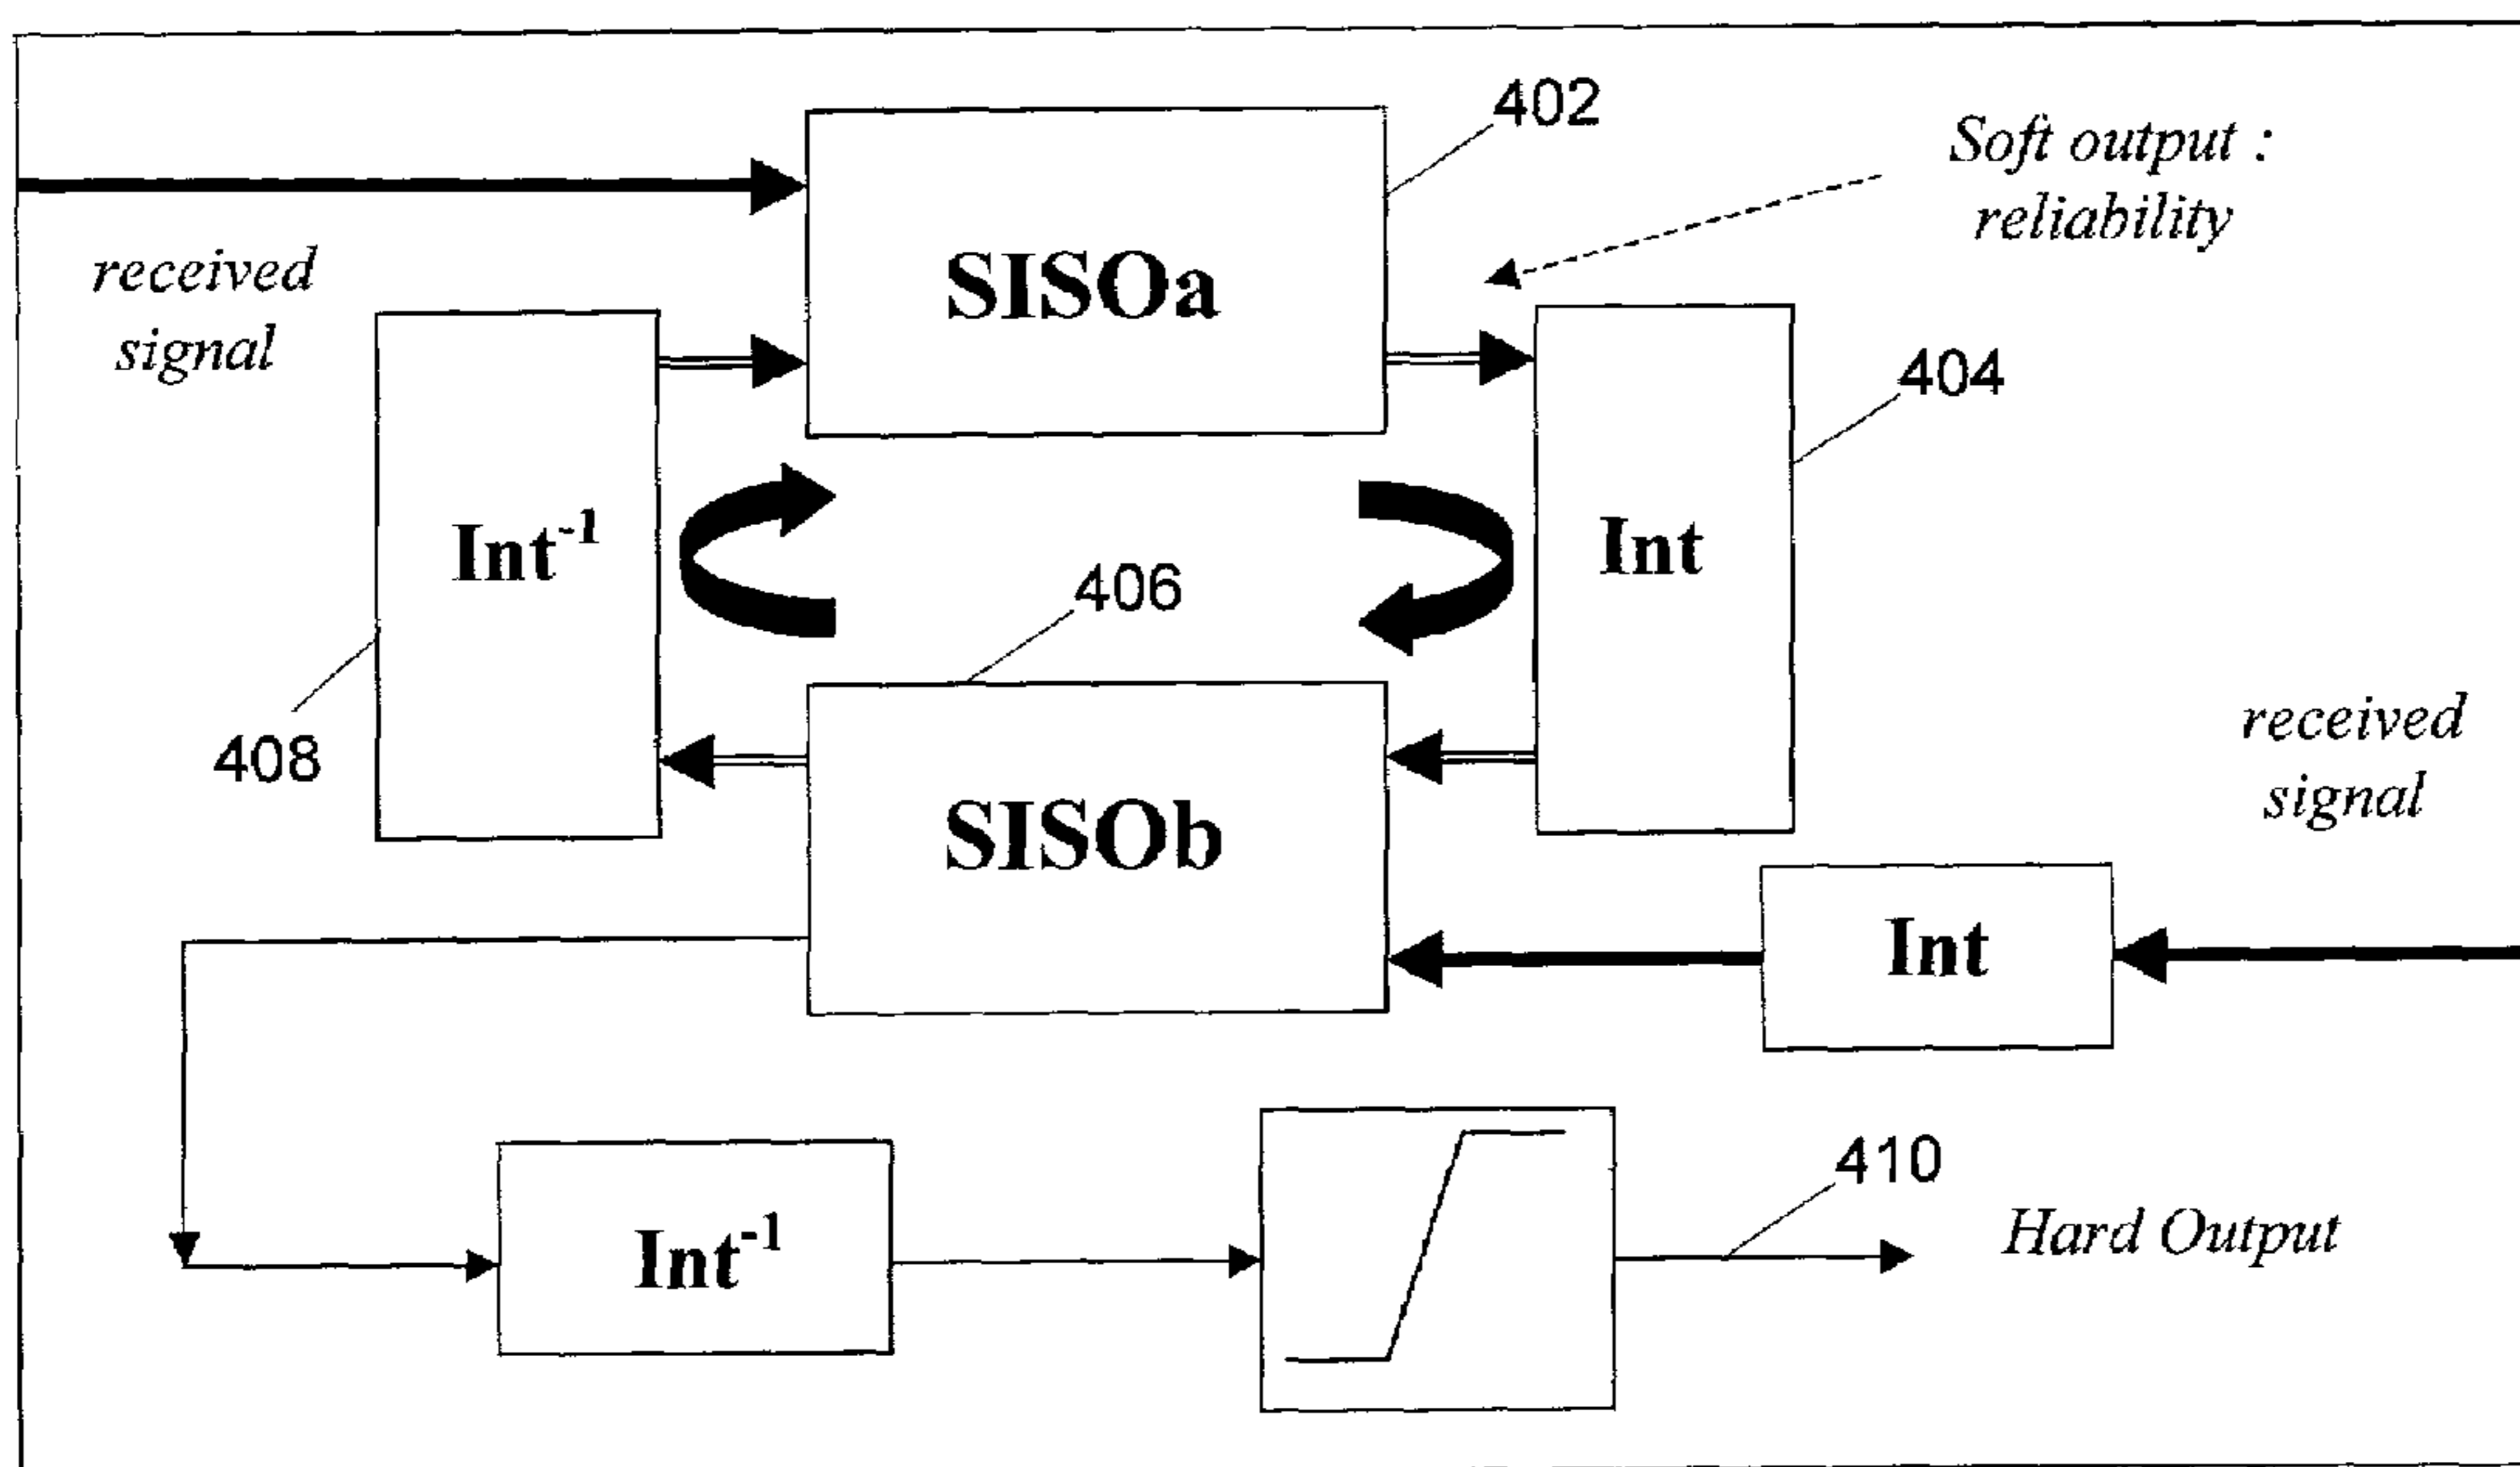 402
Soft output :
reliability
received
signal
SISOa
404
Int⁻¹
Int
406
408
SISOb
received
signal
Int
410
Int⁻¹
Hard Output